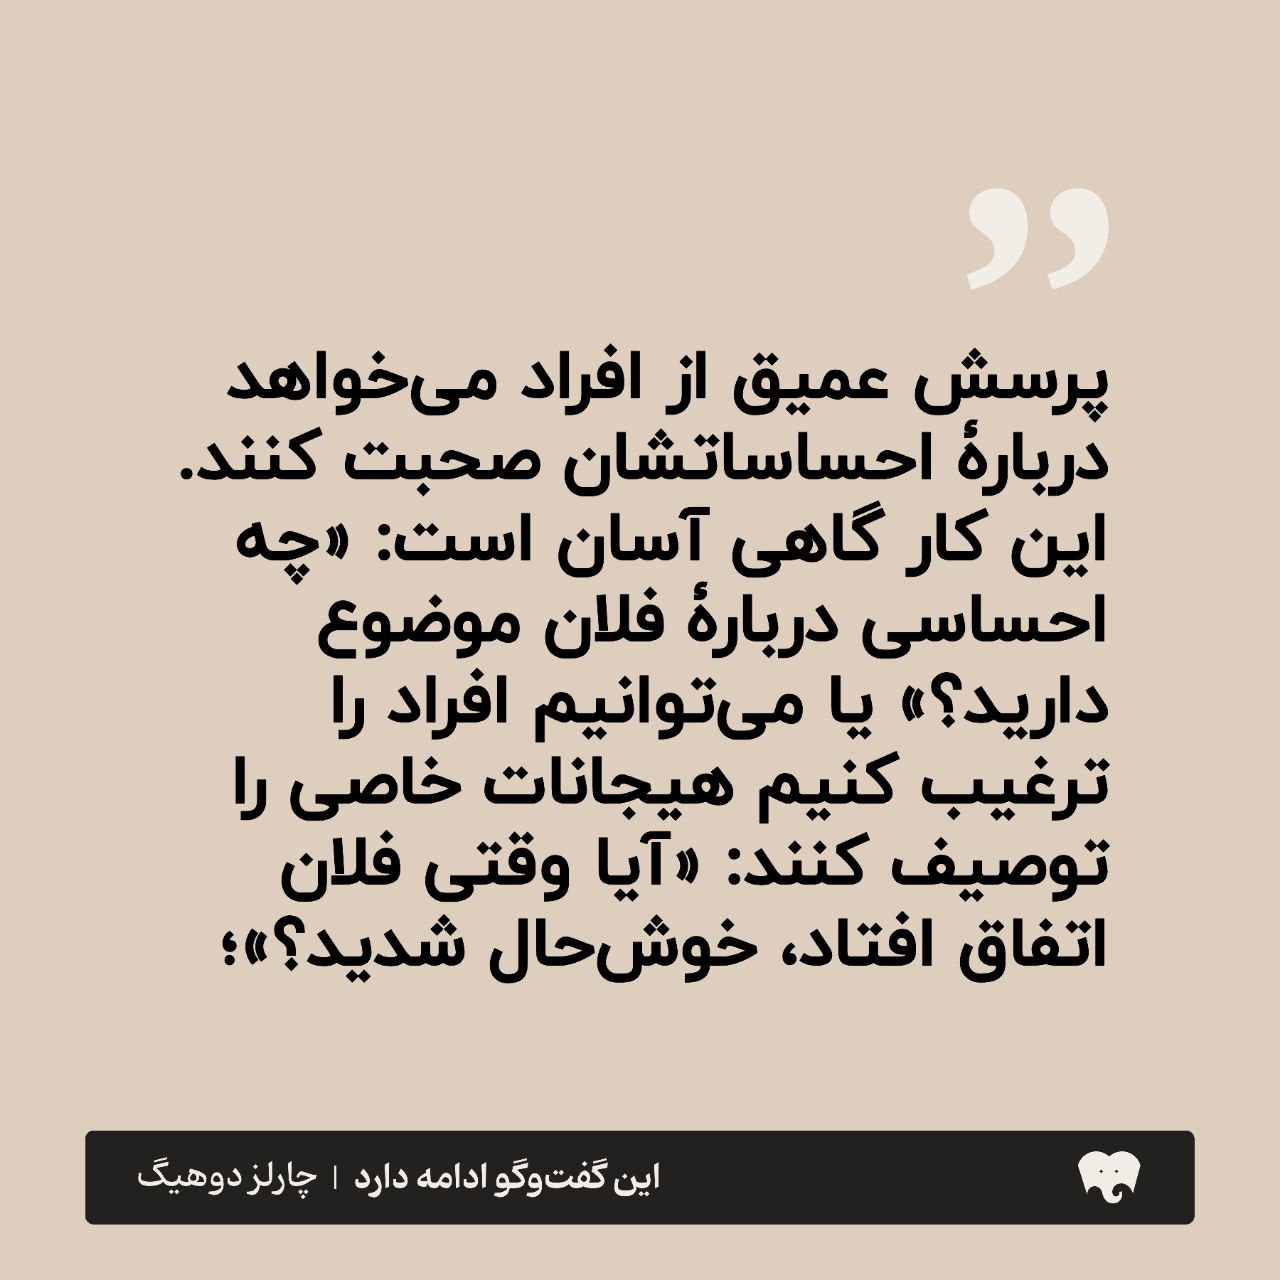 ”
پرسش عمیق از افراد می‌خواهد
دربارهٔ احساساتشان صحبت کنند.
این کار گاهی آسان است: «چه
احساسی دربارهٔ فلان موضوع
دارید؟» یا می‌توانیم افراد را
ترغیب کنیم هیجانات خاصی را
توصیف کنند: «آیا وقتی فلان
اتفاق افتاد، خوش‌حال شدید؟»؛
این گفت‌وگو ادامه دارد | چارلز دوهیگ